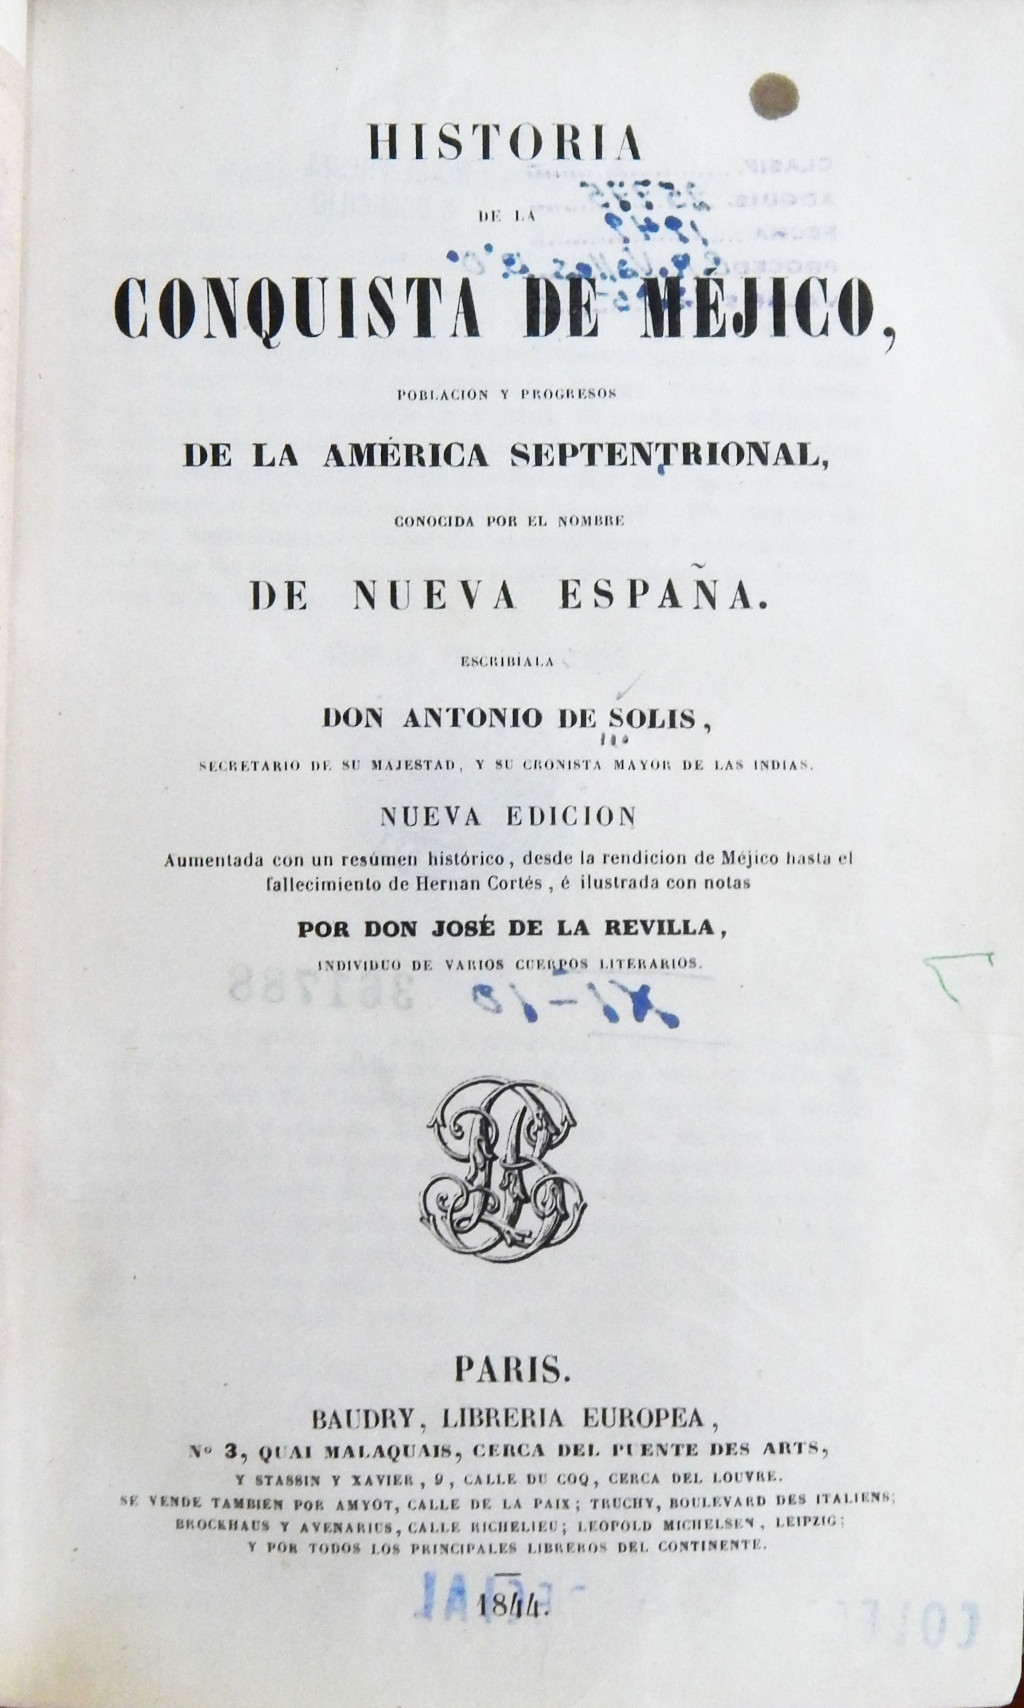 HISTORIA
DE LA
CONQUISTA DE MÉJICO,
POBLACION Y PROGRESOS
DE LA AMÉRICA SEPTENTRIONAL,
CONOCIDA POR EL NOMBRE
DE NUEVA ESPAÑA.
ESCRIBÍALA
DON ANTONIO DE SOLIS,
SECRETARIO DE SU MAJESTAD, Y SU CRONISTA MAYOR DE LAS INDIAS.
NUEVA EDICION
Aumentada con un resúmen histórico, desde la rendicion de Méjico hasta el
fallecimiento de Hernan Cortés, é ilustrada con notas
POR DON JOSÉ DE LA REVILLA,
INDIVIDUO DE VARIOS CUERPOS LITERARIOS.
361788
XI-10
PARIS.
BAUDRY, LIBRERIA EUROPEA,
Nº 3, QUAI MALAQUAIS, CERCA DEL PUENTE DES ARTS,
Y STASSIN Y XAVIER, 9, CALLE DU COQ, CERCA DEL LOUVRE.
SE VENDE TAMBIEN POR AMYOT, CALLE DE LA PAIX; TRUCHY, BOULEVARD DES ITALIENS;
BROCKHAUS Y AVENARIUS, CALLE RICHELIEU; LEOPOLD MICHELSEN, LEIPZIG;
Y POR TODOS LOS PRINCIPALES LIBREROS DEL CONTINENTE.
1844.